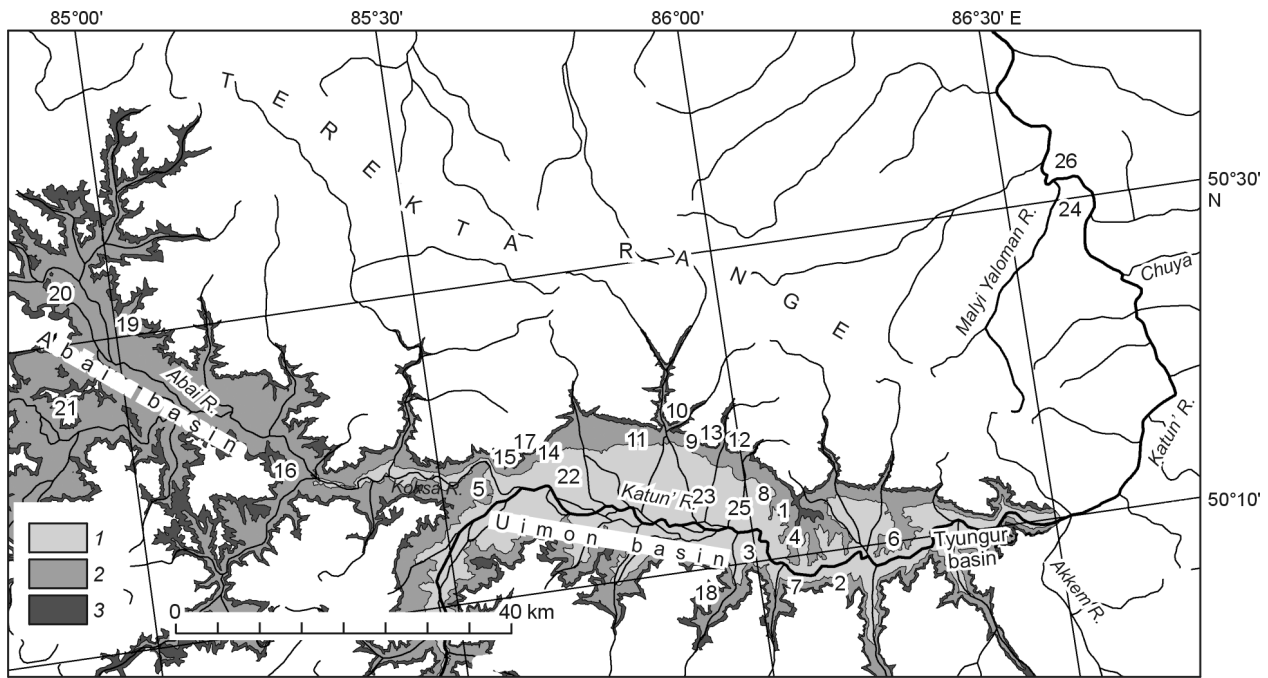 85°00' 85°30' 86°00' 86°30' E
TEREKTA RANGE
26
50°30'
N
24
Malyi Yaloman R.
Chuya
20
19
Abai basin
Abai R.
21
10
17 11 9 13 12
15 14
16
Katun' R.
5 22
Koksa R.
Katun' R. 23
8
25 1
50°10'
Uimon basin
4 6
Tyungur
basin
3
18 7 2
Akkem R.
1
2
3
0 40 km